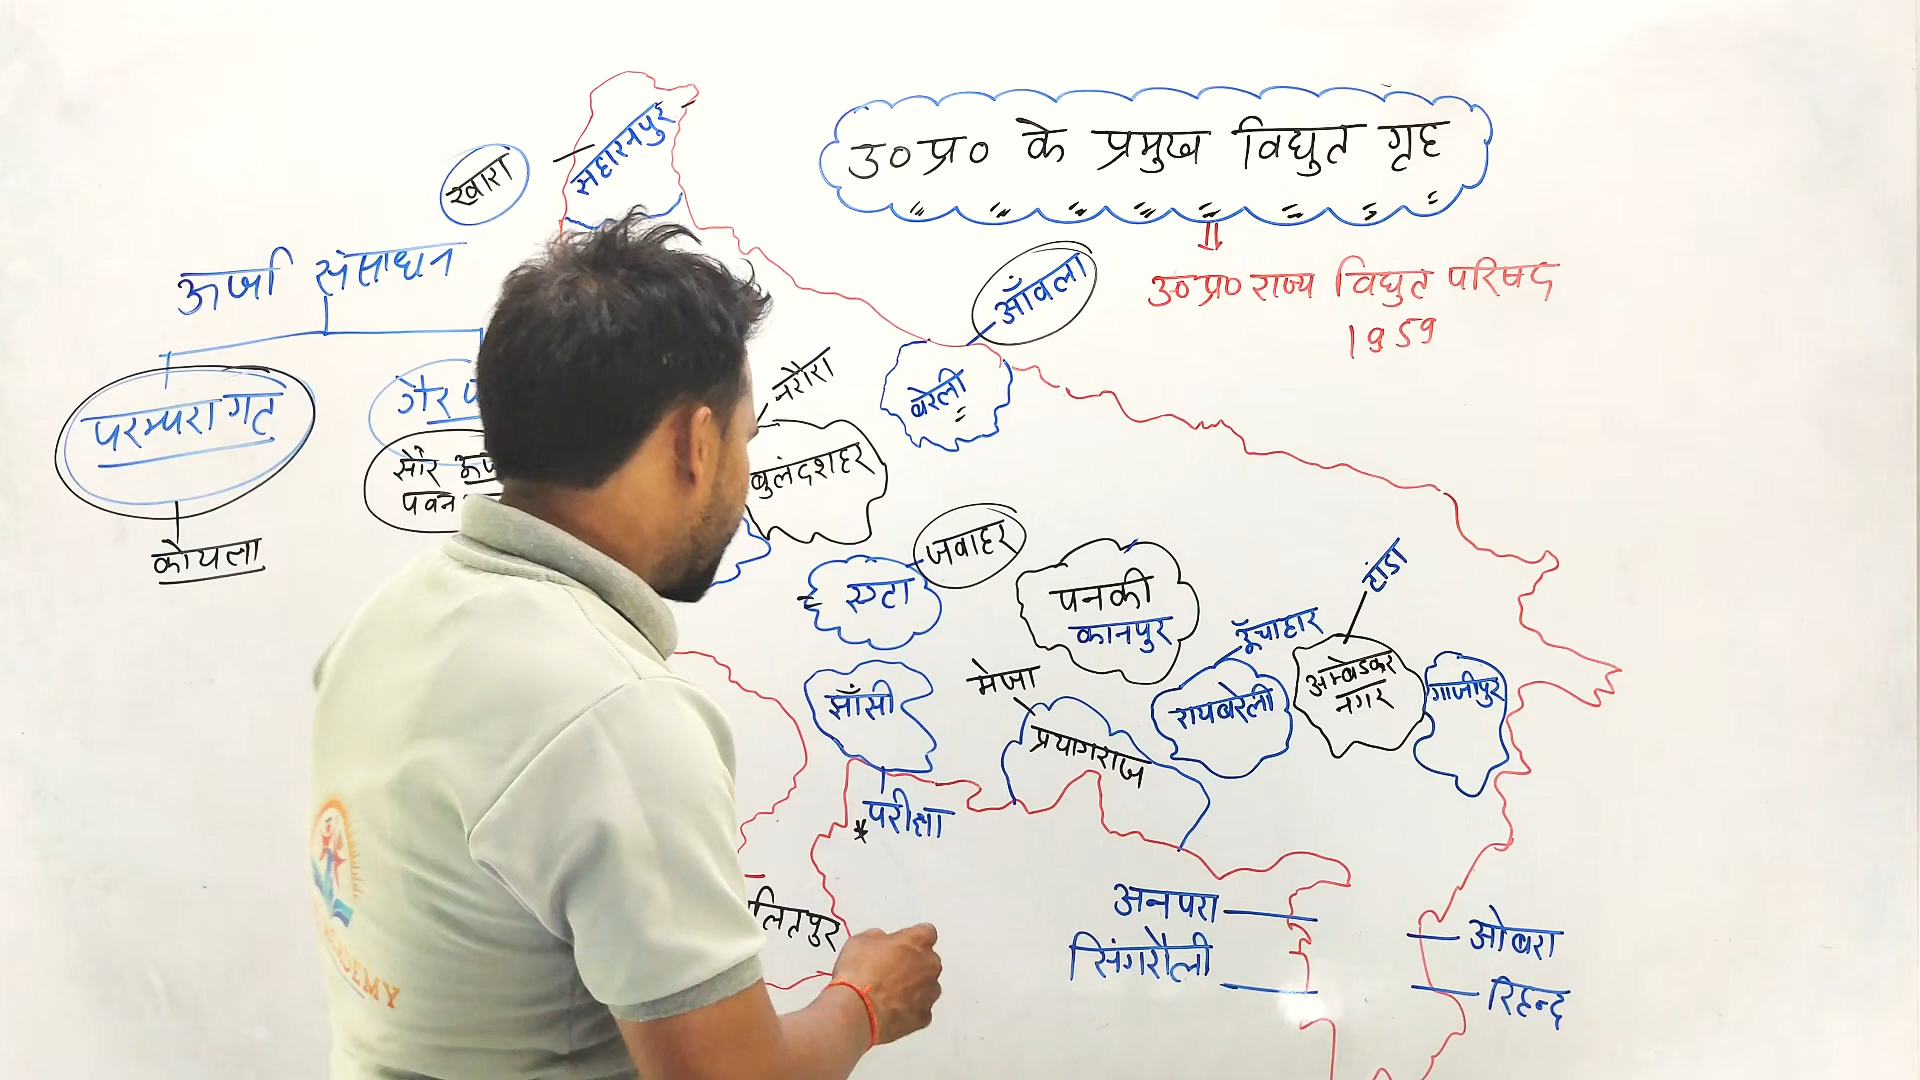 उ०प्र० के प्रमुख विद्युत गृह
उ०प्र० राज्य विद्युत परिषद
1959
सहारनपुर
खारा
ऊर्जा संसाधन
परम्परागत
गैर
सौर
पवन
कोयला
आँवला
बरेली
नरौरा
बुलंदशहर
जवाहर
एटा
पनकी
कानपुर
टांडा
ऊँचाहार
अम्बेडकर
नगर
गाजीपुर
रायबरेली
मेजा
प्रयागराज
झाँसी
परीक्षा
लितपुर
अनपरा
सिंगरौली
ओबरा
रिहन्द